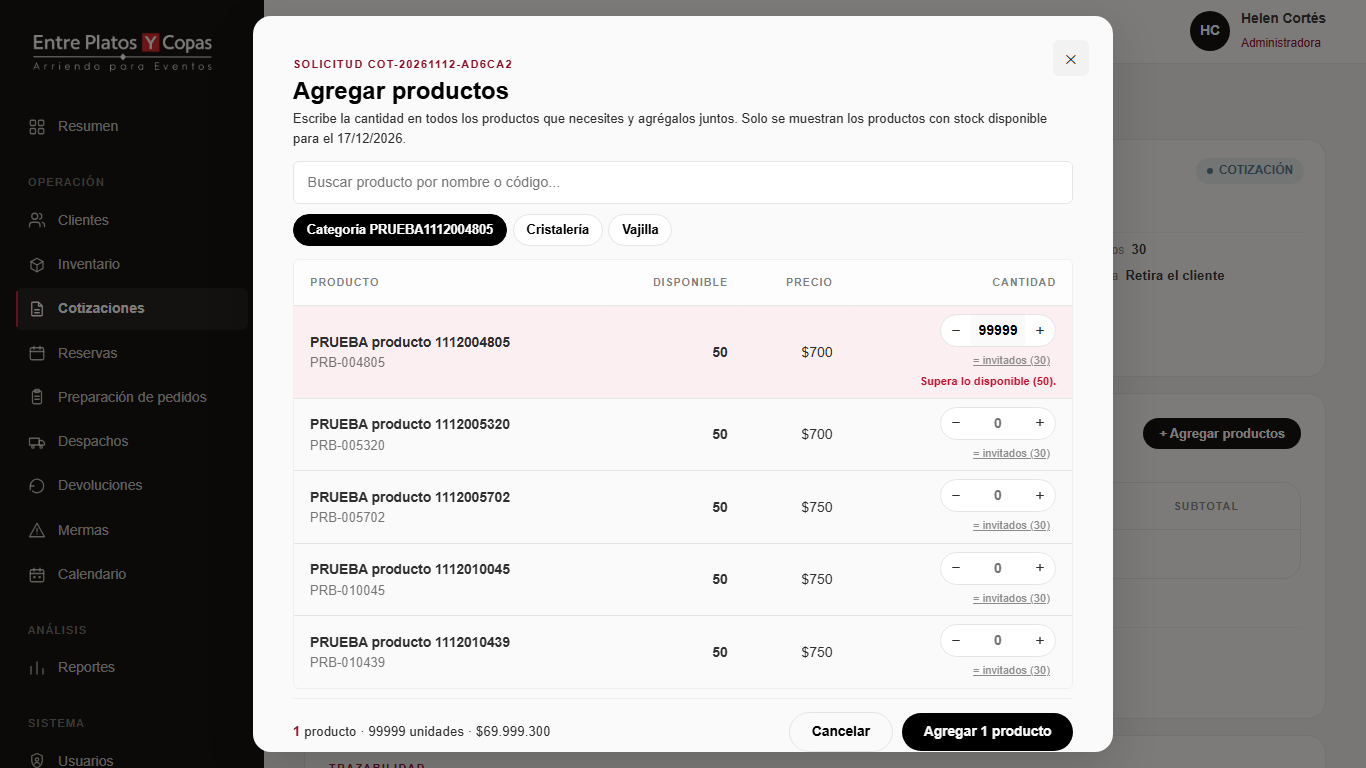 Entre Platos Y Copas
Arriendo para Eventos
Resumen
OPERACIÓN
Clientes
Inventario
Cotizaciones
Reservas
Preparación de pedidos
Despachos
Devoluciones
Mermas
Calendario
ANÁLISIS
Reportes
SISTEMA
Usuarios
HC
Helen Cortés
Administradora
COTIZACIÓN
os 30
a Retira el cliente
+ Agregar productos
SUBTOTAL
TRAZABILIDAD
SOLICITUD COT-20261112-AD6CA2
×
Agregar productos
Escribe la cantidad en todos los productos que necesites y agrégalos juntos. Solo se muestran los productos con stock disponible
para el 17/12/2026.
Buscar producto por nombre o código...
Categoría PRUEBA1112004805 Cristalería Vajilla
PRODUCTO DISPONIBLE PRECIO CANTIDAD
PRUEBA producto 1112004805
PRB-004805
50 $700 − 99999 +
= invitados (30)
Supera lo disponible (50).
PRUEBA producto 1112005320
PRB-005320
50 $700 − 0 +
= invitados (30)
PRUEBA producto 1112005702
PRB-005702
50 $750 − 0 +
= invitados (30)
PRUEBA producto 1112010045
PRB-010045
50 $750 − 0 +
= invitados (30)
PRUEBA producto 1112010439
PRB-010439
50 $750 − 0 +
= invitados (30)
1 producto · 99999 unidades · $69.999.300
Cancelar
Agregar 1 producto